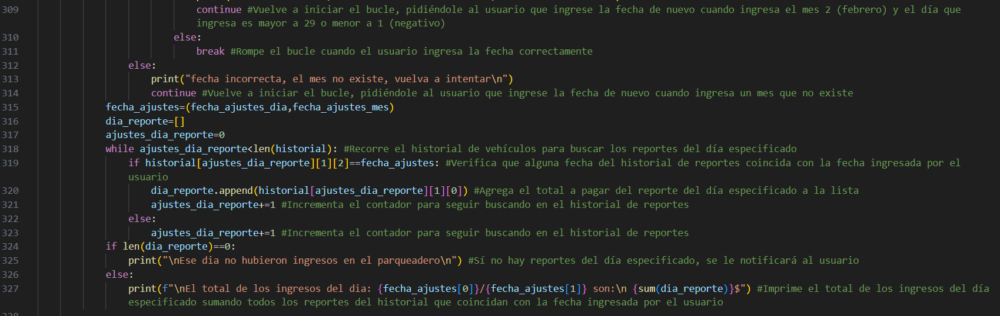 309 continue #Vuelve a iniciar el bucle, pidiéndole al usuario que ingrese la fecha de nuevo cuando ingresa el mes 2 (febrero) y el día que
ingresa es mayor a 29 o menor a 1 (negativo)
310 else:
311 break #Rompe el bucle cuando el usuario ingresa la fecha correctamente
312 else:
313 print("fecha incorrecta, el mes no existe, vuelva a intentar\n")
314 continue #Vuelve a iniciar el bucle, pidiéndole al usuario que ingrese la fecha de nuevo cuando ingresa un mes que no existe
315 fecha_ajustes=(fecha_ajustes_dia,fecha_ajustes_mes)
316 dia_reporte=[]
317 ajustes_dia_reporte=0
318 while ajustes_dia_reporte<len(historial): #Recorre el historial de vehículos para buscar los reportes del día especificado
319 if historial[ajustes_dia_reporte][1][2]==fecha_ajustes: #Verifica que alguna fecha del historial de reportes coincida con la fecha ingresada por el
usuario
320 dia_reporte.append(historial[ajustes_dia_reporte][1][0]) #Agrega el total a pagar del reporte del día especificado a la lista
321 ajustes_dia_reporte+=1 #Incrementa el contador para seguir buscando en el historial de reportes
322 else:
323 ajustes_dia_reporte+=1 #Incrementa el contador para seguir buscando en el historial de reportes
324 if len(dia_reporte)==0:
325 print("\nEse dia no hubieron ingresos en el parqueadero\n") #Sí no hay reportes del día especificado, se le notificará al usuario
326 else:
327 print(f"\nEl total de los ingresos del dia: {fecha_ajustes[0]}/{fecha_ajustes[1]} son:\n {sum(dia_reporte)}$") #Imprime el total de los ingresos del día
especificado sumando todos los reportes del historial que coincidan con la fecha ingresada por el usuario